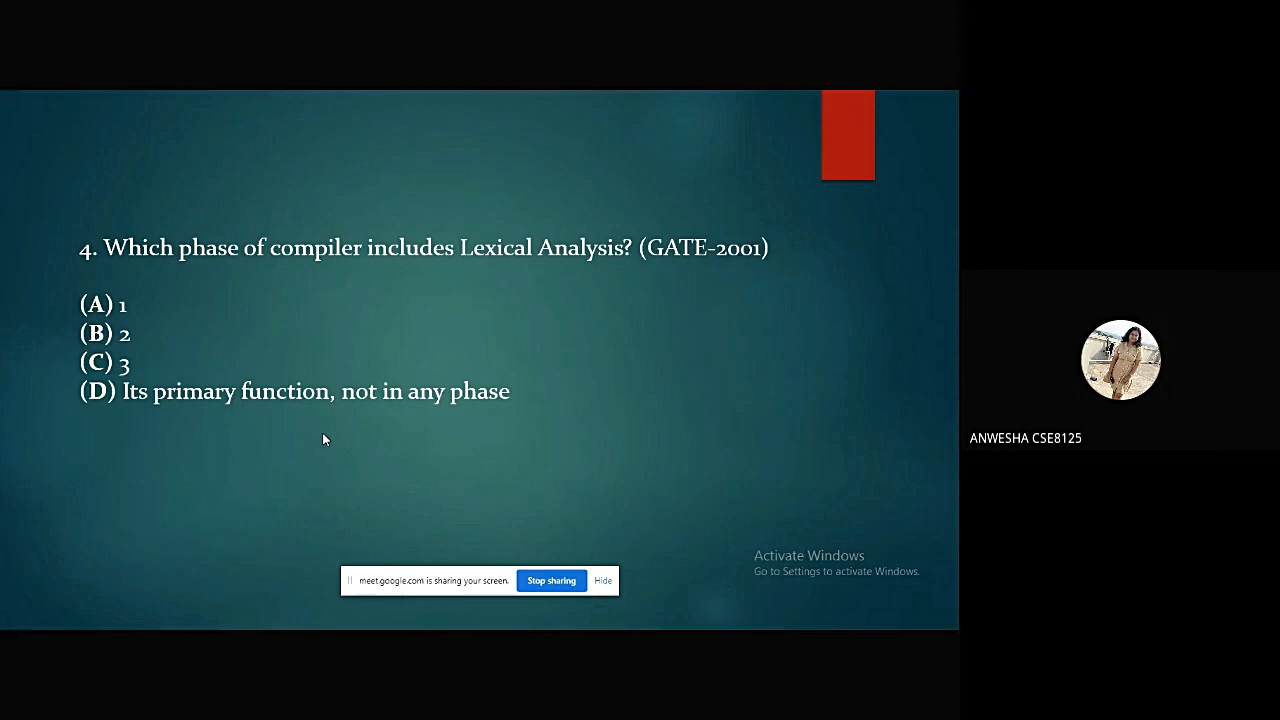 4. Which phase of compiler includes Lexical Analysis? (GATE-2001)
(A) 1
(B) 2
(C) 3
(D) Its primary function, not in any phase
ANWESHA CSE8125
Activate Windows
Go to Settings to activate Windows.
meet.google.com is sharing your screen. Stop sharing Hide